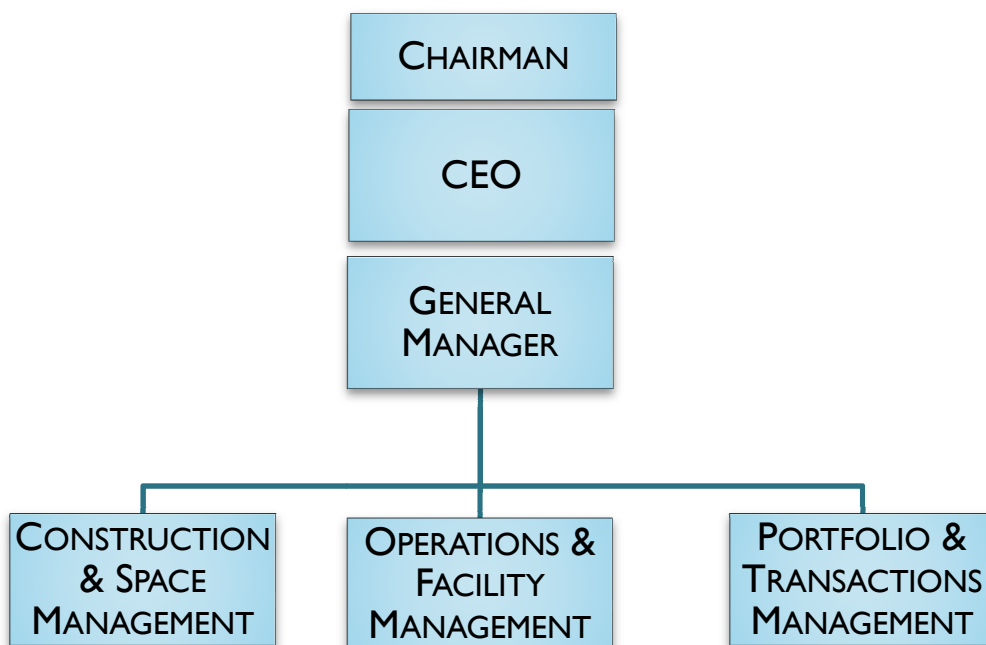 CHAIRMAN
CEO
GENERAL
MANAGER
CONSTRUCTION
& SPACE
MANAGEMENT
OPERATIONS &
FACILITY
MANAGEMENT
PORTFOLIO &
TRANSACTIONS
MANAGEMENT